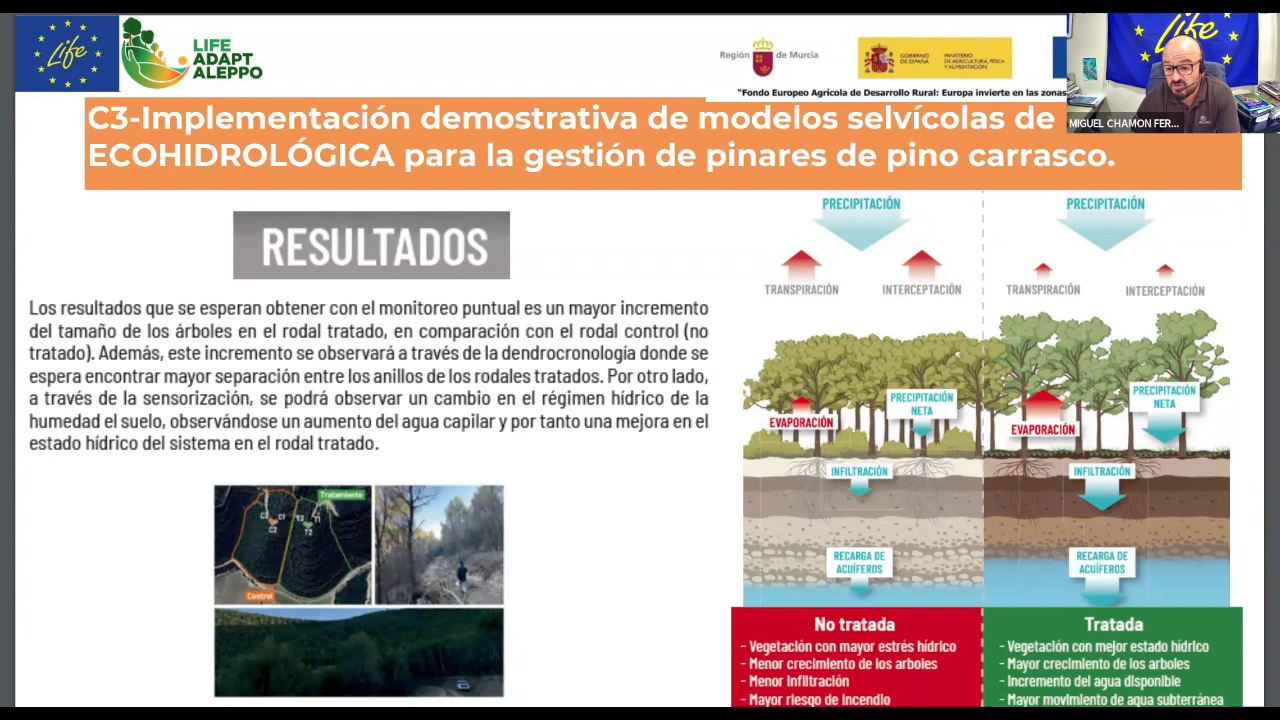 Life
LIFE
ADAPT
ALEPPO
Región de Murcia
GOBIERNO
DE ESPAÑA
MINISTERIO
DE AGRICULTURA, PESCA
Y ALIMENTACIÓN
"Fondo Europeo Agrícola de Desarrollo Rural: Europa invierte en las zonas
Life
MIGUEL CHAMON FER...
C3-Implementación demostrativa de modelos selvícolas de
ECOHIDROLÓGICA para la gestión de pinares de pino carrasco.
RESULTADOS
Los resultados que se esperan obtener con el monitoreo puntual es un mayor incremento
del tamaño de los árboles en el rodal tratado, en comparación con el rodal control (no
tratado). Además, este incremento se observará a través de la dendrocronología donde se
espera encontrar mayor separación entre los anillos de los rodales tratados. Por otro lado,
a través de la sensorización, se podrá observar un cambio en el régimen hídrico de la
humedad el suelo, observándose un aumento del agua capilar y por tanto una mejora en el
estado hídrico del sistema en el rodal tratado.
Tratamiento
C3 C1
C2
T3 T1
T2
Control
PRECIPITACIÓN
TRANSPIRACIÓN INTERCEPTACIÓN
PRECIPITACIÓN
NETA
EVAPORACIÓN
INFILTRACIÓN
RECARGA DE
ACUÍFEROS
No tratada
- Vegetación con mayor estrés hídrico
- Menor crecimiento de los arboles
- Menor infiltración
- Mayor riesgo de incendio
PRECIPITACIÓN
TRANSPIRACIÓN INTERCEPTACIÓN
PRECIPITACIÓN
NETA
EVAPORACIÓN
INFILTRACIÓN
RECARGA DE
ACUÍFEROS
Tratada
- Vegetación con mejor estado hídrico
- Mayor crecimiento de los arboles
- Incremento del agua disponible
- Mayor movimiento de agua subterránea